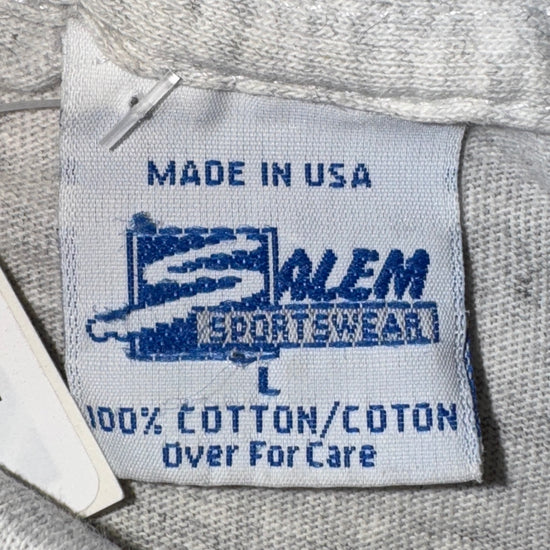 MADE IN USA
SALEM
SPORTSWEAR
L
100% COTTON/COTON
Over For Care